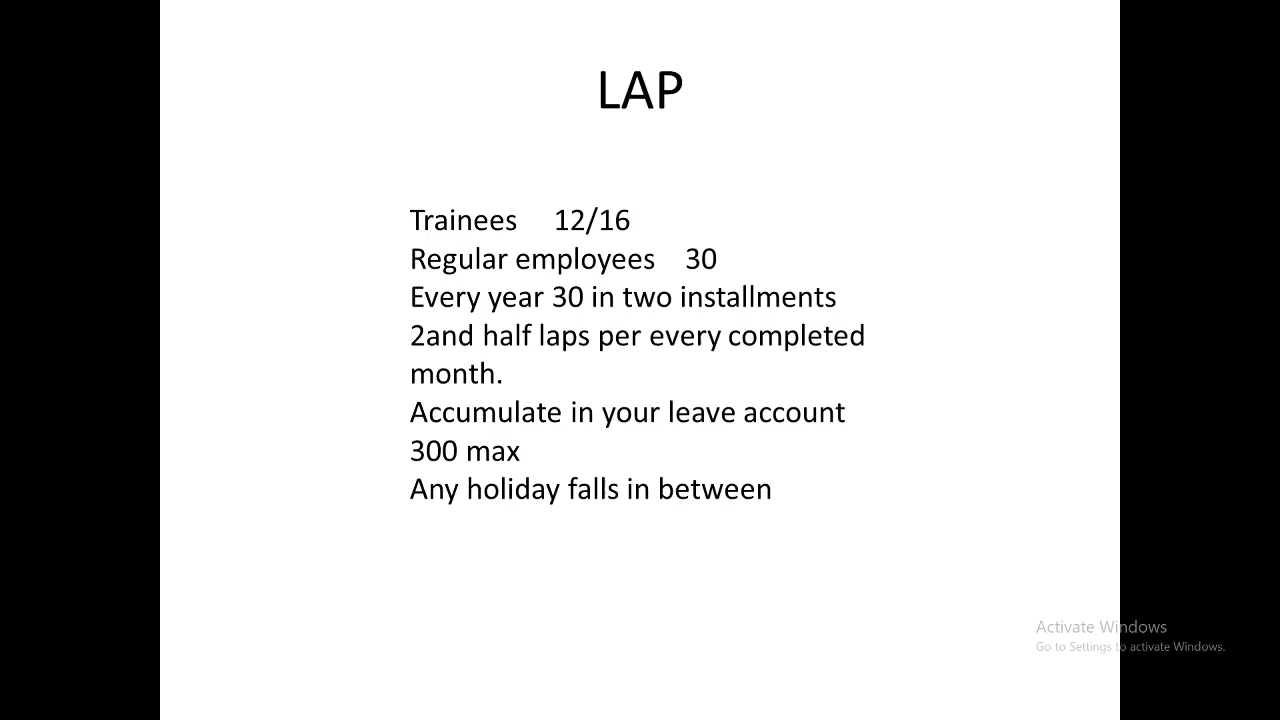 LAP
Trainees 12/16
Regular employees 30
Every year 30 in two installments
2and half laps per every completed
month.
Accumulate in your leave account
300 max
Any holiday falls in between
Activate Windows
Go to Settings to activate Windows.